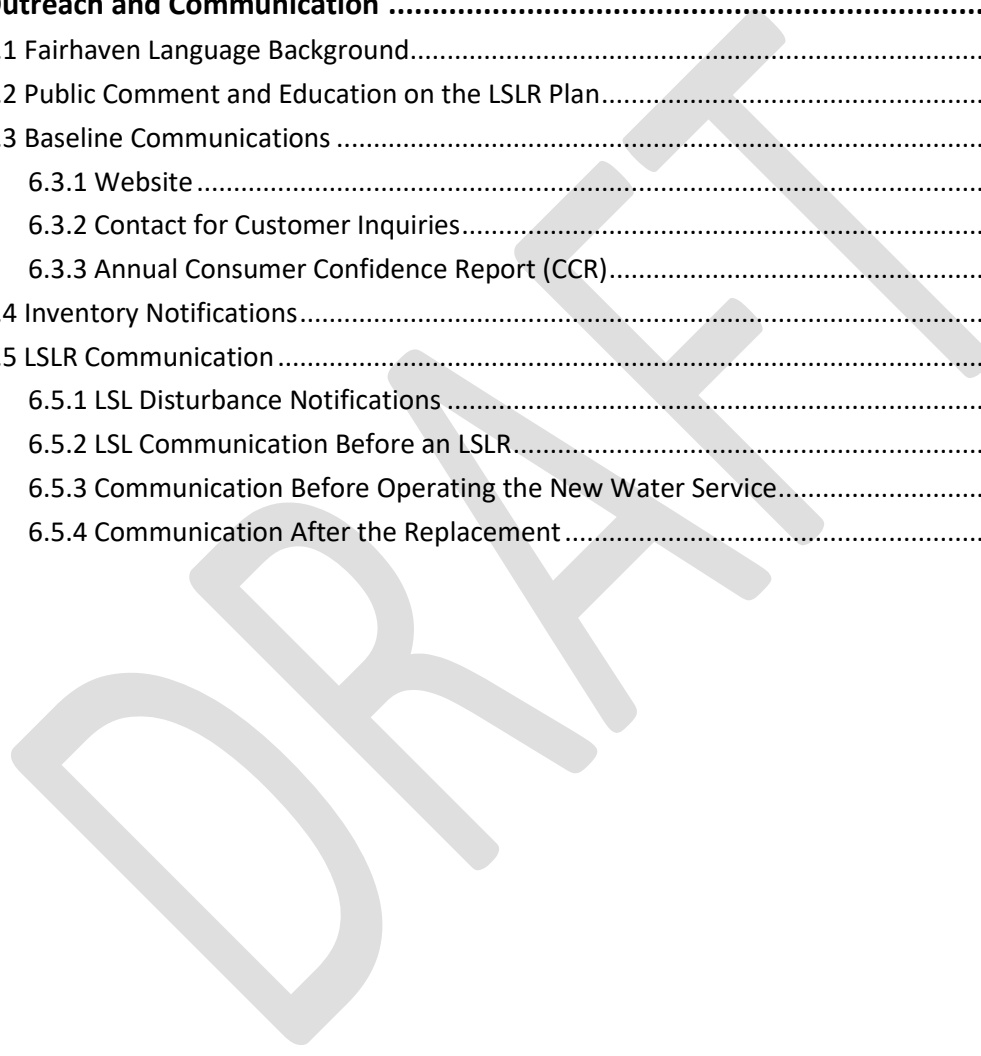 utreach and Communication ................................................................................
.1 Fairhaven Language Background................................................................................
.2 Public Comment and Education on the LSLR Plan..................................................
.3 Baseline Communications ................................................................................
6.3.1 Website ................................................................................
6.3.2 Contact for Customer Inquiries................................................................................
6.3.3 Annual Consumer Confidence Report (CCR)..................................................
.4 Inventory Notifications................................................................................
.5 LSLR Communication ................................................................................
6.5.1 LSL Disturbance Notifications ................................................................................
6.5.2 LSL Communication Before an LSLR..................................................
6.5.3 Communication Before Operating the New Water Service..............................
6.5.4 Communication After the Replacement ..................................................
DRAFT